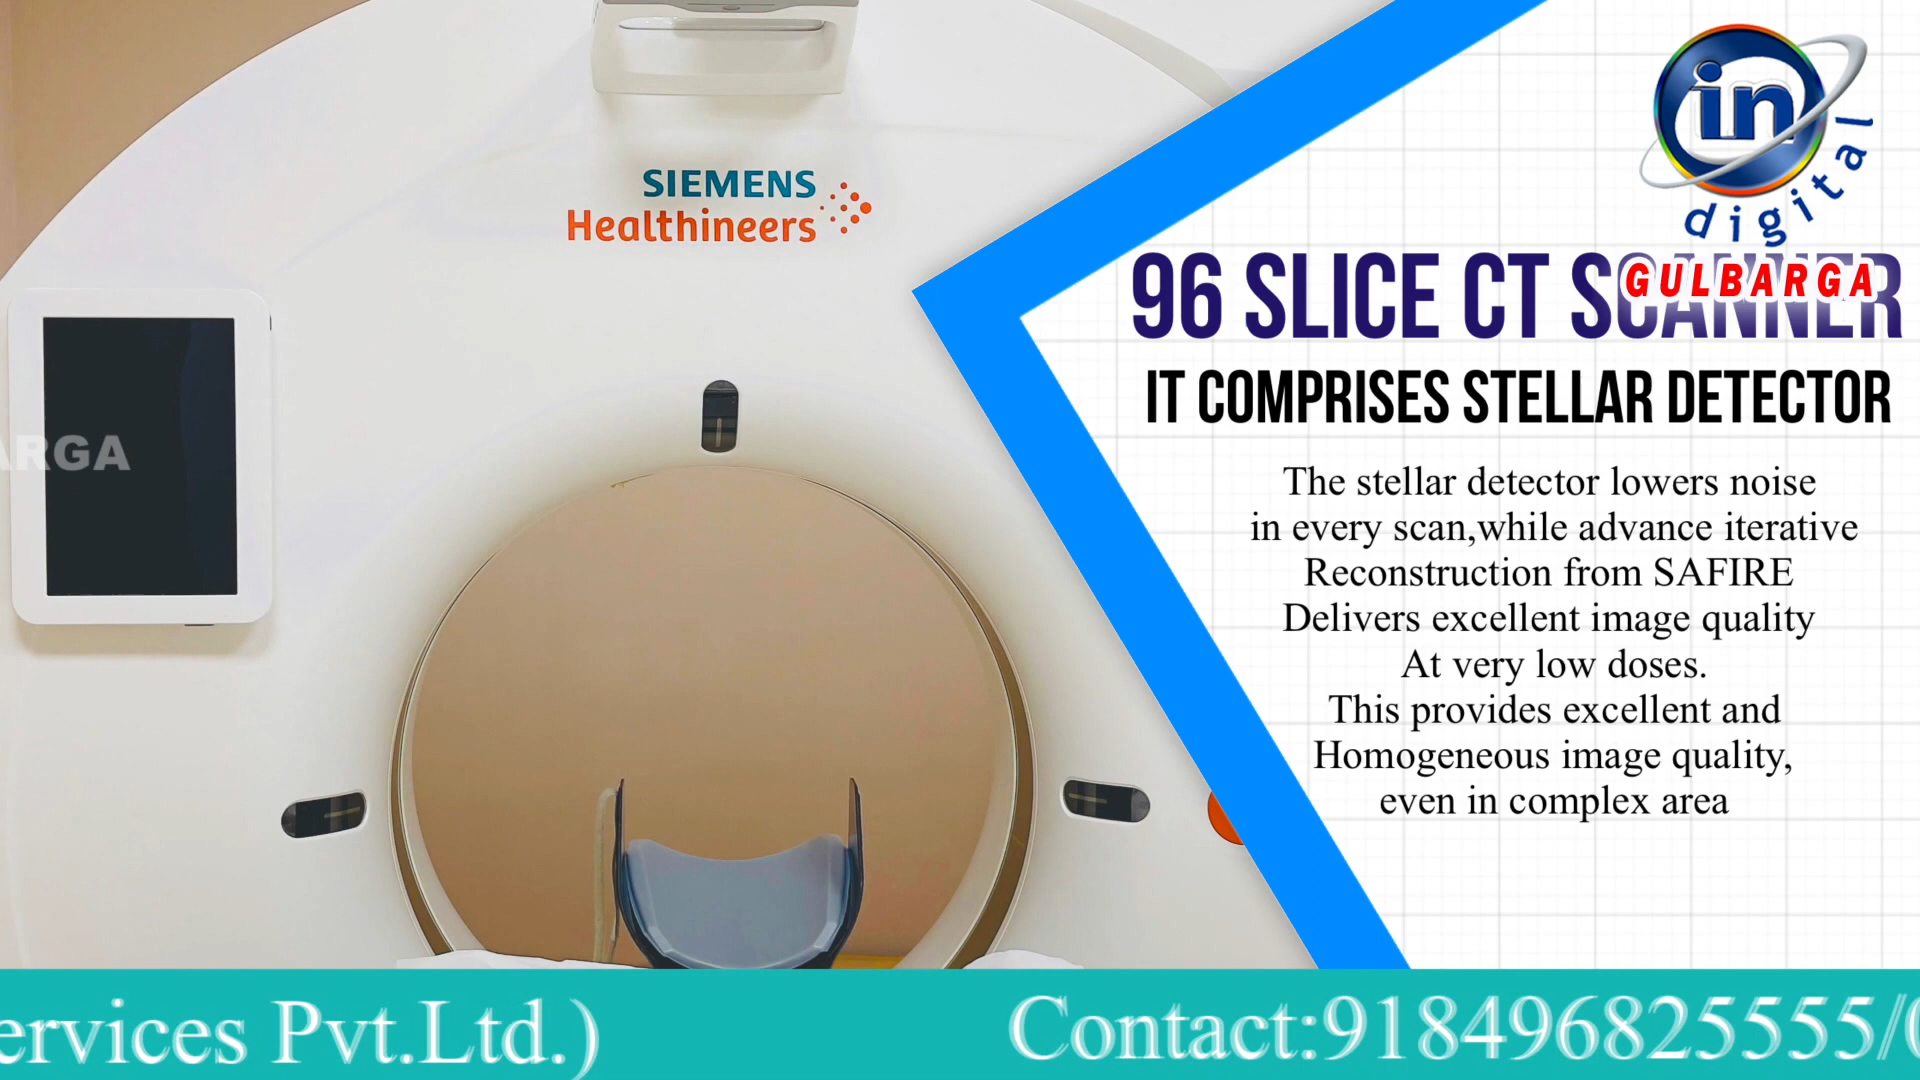 SIEMENS
Healthineers
in
digital
GULBARGA
96 SLICE CT SCANNER
IT COMPRISES STELLAR DETECTOR
ARGA
The stellar detector lowers noise
in every scan,while advance iterative
Reconstruction from SAFIRE
Delivers excellent image quality
At very low doses.
This provides excellent and
Homogeneous image quality,
even in complex area
ervices Pvt.Ltd.)
Contact:918496825555/0